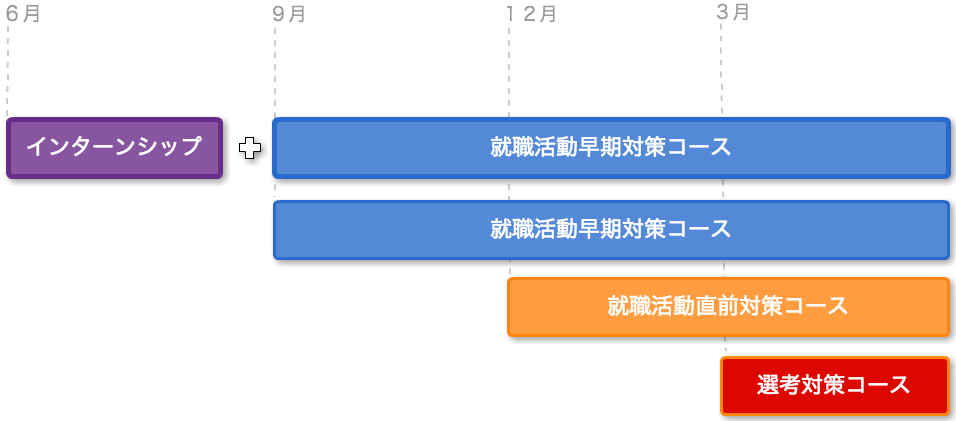 ６月
９月
１２月
３月
インターンシップ
就職活動早期対策コース
就職活動早期対策コース
就職活動直前対策コース
選考対策コース